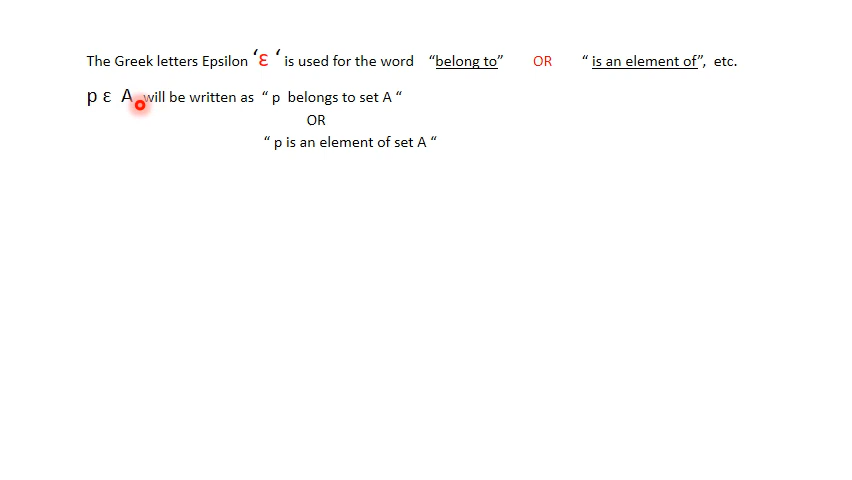 The Greek letters Epsilon ‘ε ‘ is used for the word “belong to” OR “ is an element of”, etc.
p ε A will be written as “ p belongs to set A “
OR
“ p is an element of set A “